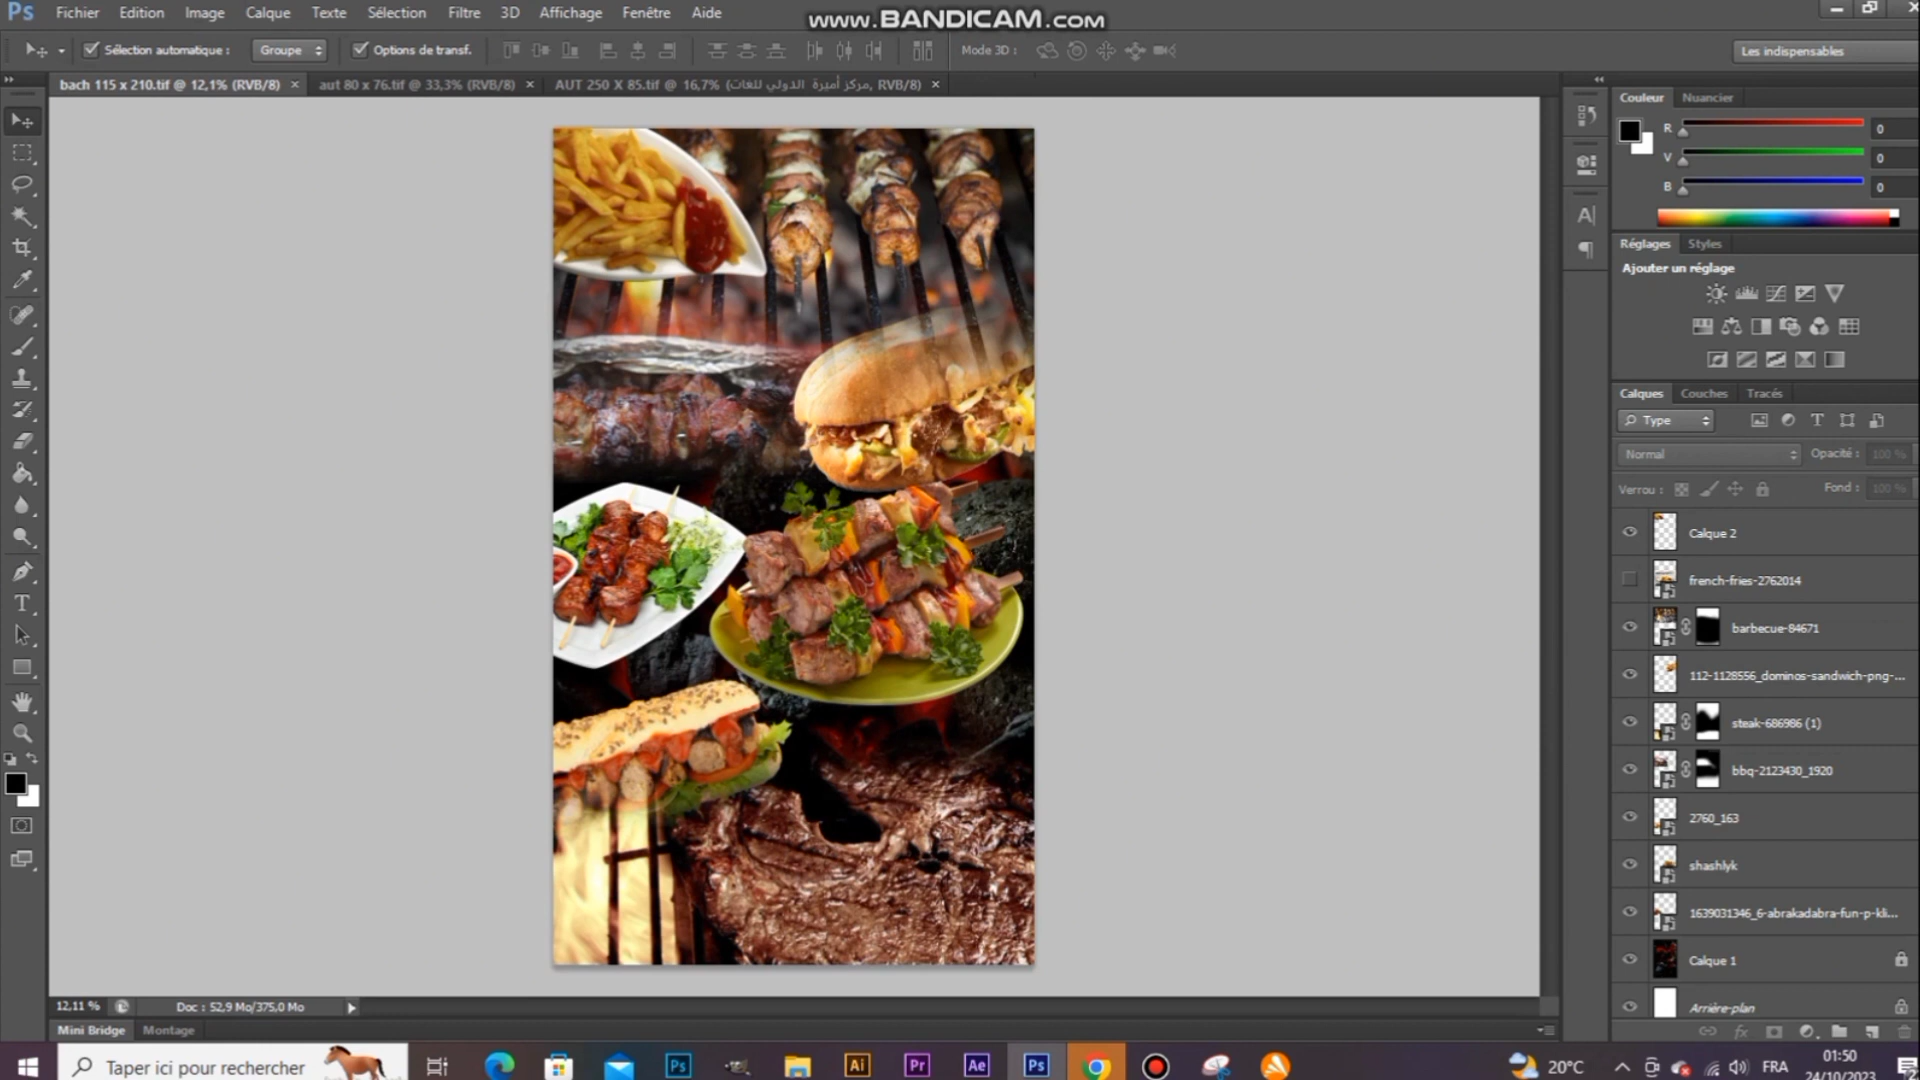 Ps Fichier Edition Image Calque Texte Sélection Filtre 3D Affichage Fenêtre Aide
www.BANDICAM.com
Sélection automatique : Groupe Options de transf. Mode 3D : Les indispensables
bach 115 x 210.tif @ 12,1% (RVB/8) × aut 80 x 76.tif @ 33,3% (RVB/8) × AUT 250 X 85.tif @ 16,7% (مركز أميرة الدولي للغات, RVB/8) ×
Couleur Nuancier
R 0
V 0
B 0
Réglages Styles
Ajouter un réglage
Calques Couches Tracés
Type
Normal Opacité : 100 %
Verrou : Fond : 100 %
Calque 2
french-fries-2762014
barbecue-84671
112-1128556_dominos-sandwich-png-...
steak-686986 (1)
bbq-2123430_1920
2760_163
shashlyk
1639031346_6-abrakadabra-fun-p-kli...
Calque 1
Arrière-plan
12,11 % Doc : 52,9 Mo/375,0 Mo
Mini Bridge Montage
Taper ici pour rechercher
Ps Ai Pr Ae Ps
20°C FRA 01:50
24/10/2023